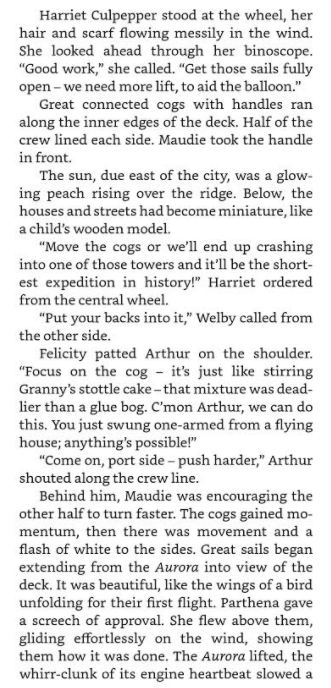 Harriet Culpepper stood at the wheel, her
hair and scarf flowing messily in the wind.
She looked ahead through her binoscope.
“Good work,” she called. “Get those sails fully
open – we need more lift, to aid the balloon.”
Great connected cogs with handles ran
along the inner edges of the deck. Half of the
crew lined each side. Maudie took the handle
in front.
The sun, due east of the city, was a glow-
ing peach rising over the ridge. Below, the
houses and streets had become miniature, like
a child’s wooden model.
“Move the cogs or we’ll end up crashing
into one of those towers and it’ll be the short-
est expedition in history!” Harriet ordered
from the central wheel.
“Put your backs into it,” Welby called from
the other side.
Felicity patted Arthur on the shoulder.
“Focus on the cog – it’s just like stirring
Granny’s stottle cake – that mixture was dead-
lier than a glue bog. C’mon Arthur, we can do
this. You just swung one-armed from a flying
house; anything’s possible!”
“Come on, port side – push harder,” Arthur
shouted along the crew line.
Behind him, Maudie was encouraging the
other half to turn faster. The cogs gained mo-
mentum, then there was movement and a
flash of white to the sides. Great sails began
extending from the Aurora into view of the
deck. It was beautiful, like the wings of a bird
unfolding for their first flight. Parthena gave
a screech of approval. She flew above them,
gliding effortlessly on the wind, showing
them how it was done. The Aurora lifted, the
whirr-clunk of its engine heartbeat slowed a